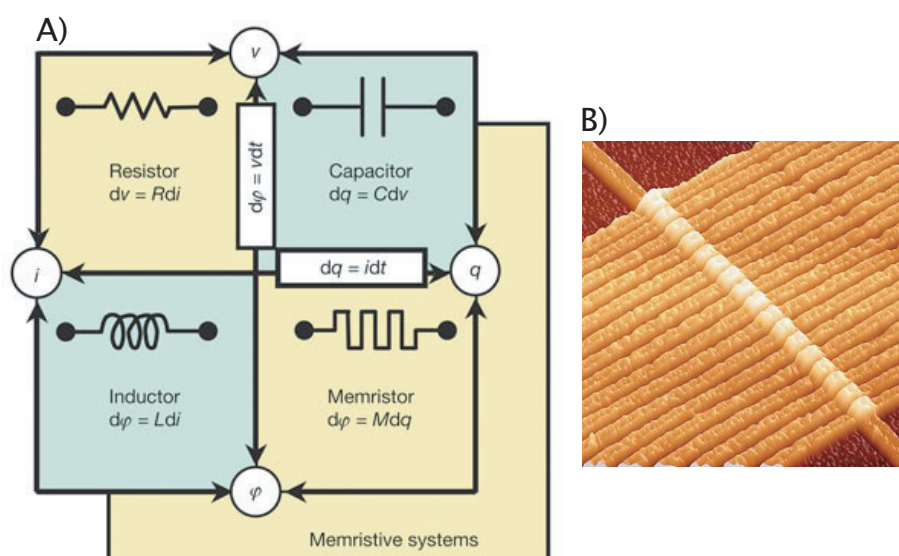 A)
v
Resistor
dv = Rdi
dφ = vdt
Capacitor
dq = Cdv
B)
i
dq = idt
q
Inductor
dφ = Ldi
Memristor
dφ = Mdq
φ
Memristive systems